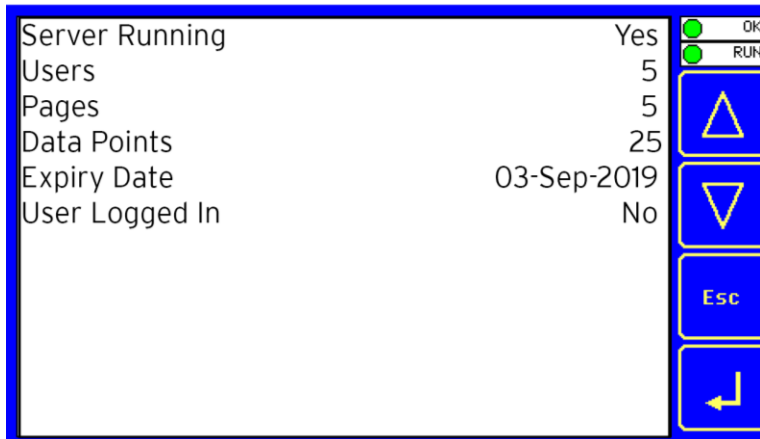 Server Running Yes
Users 5
Pages 5
Data Points 25
Expiry Date 03-Sep-2019
User Logged In No
OK
RUN
Esc